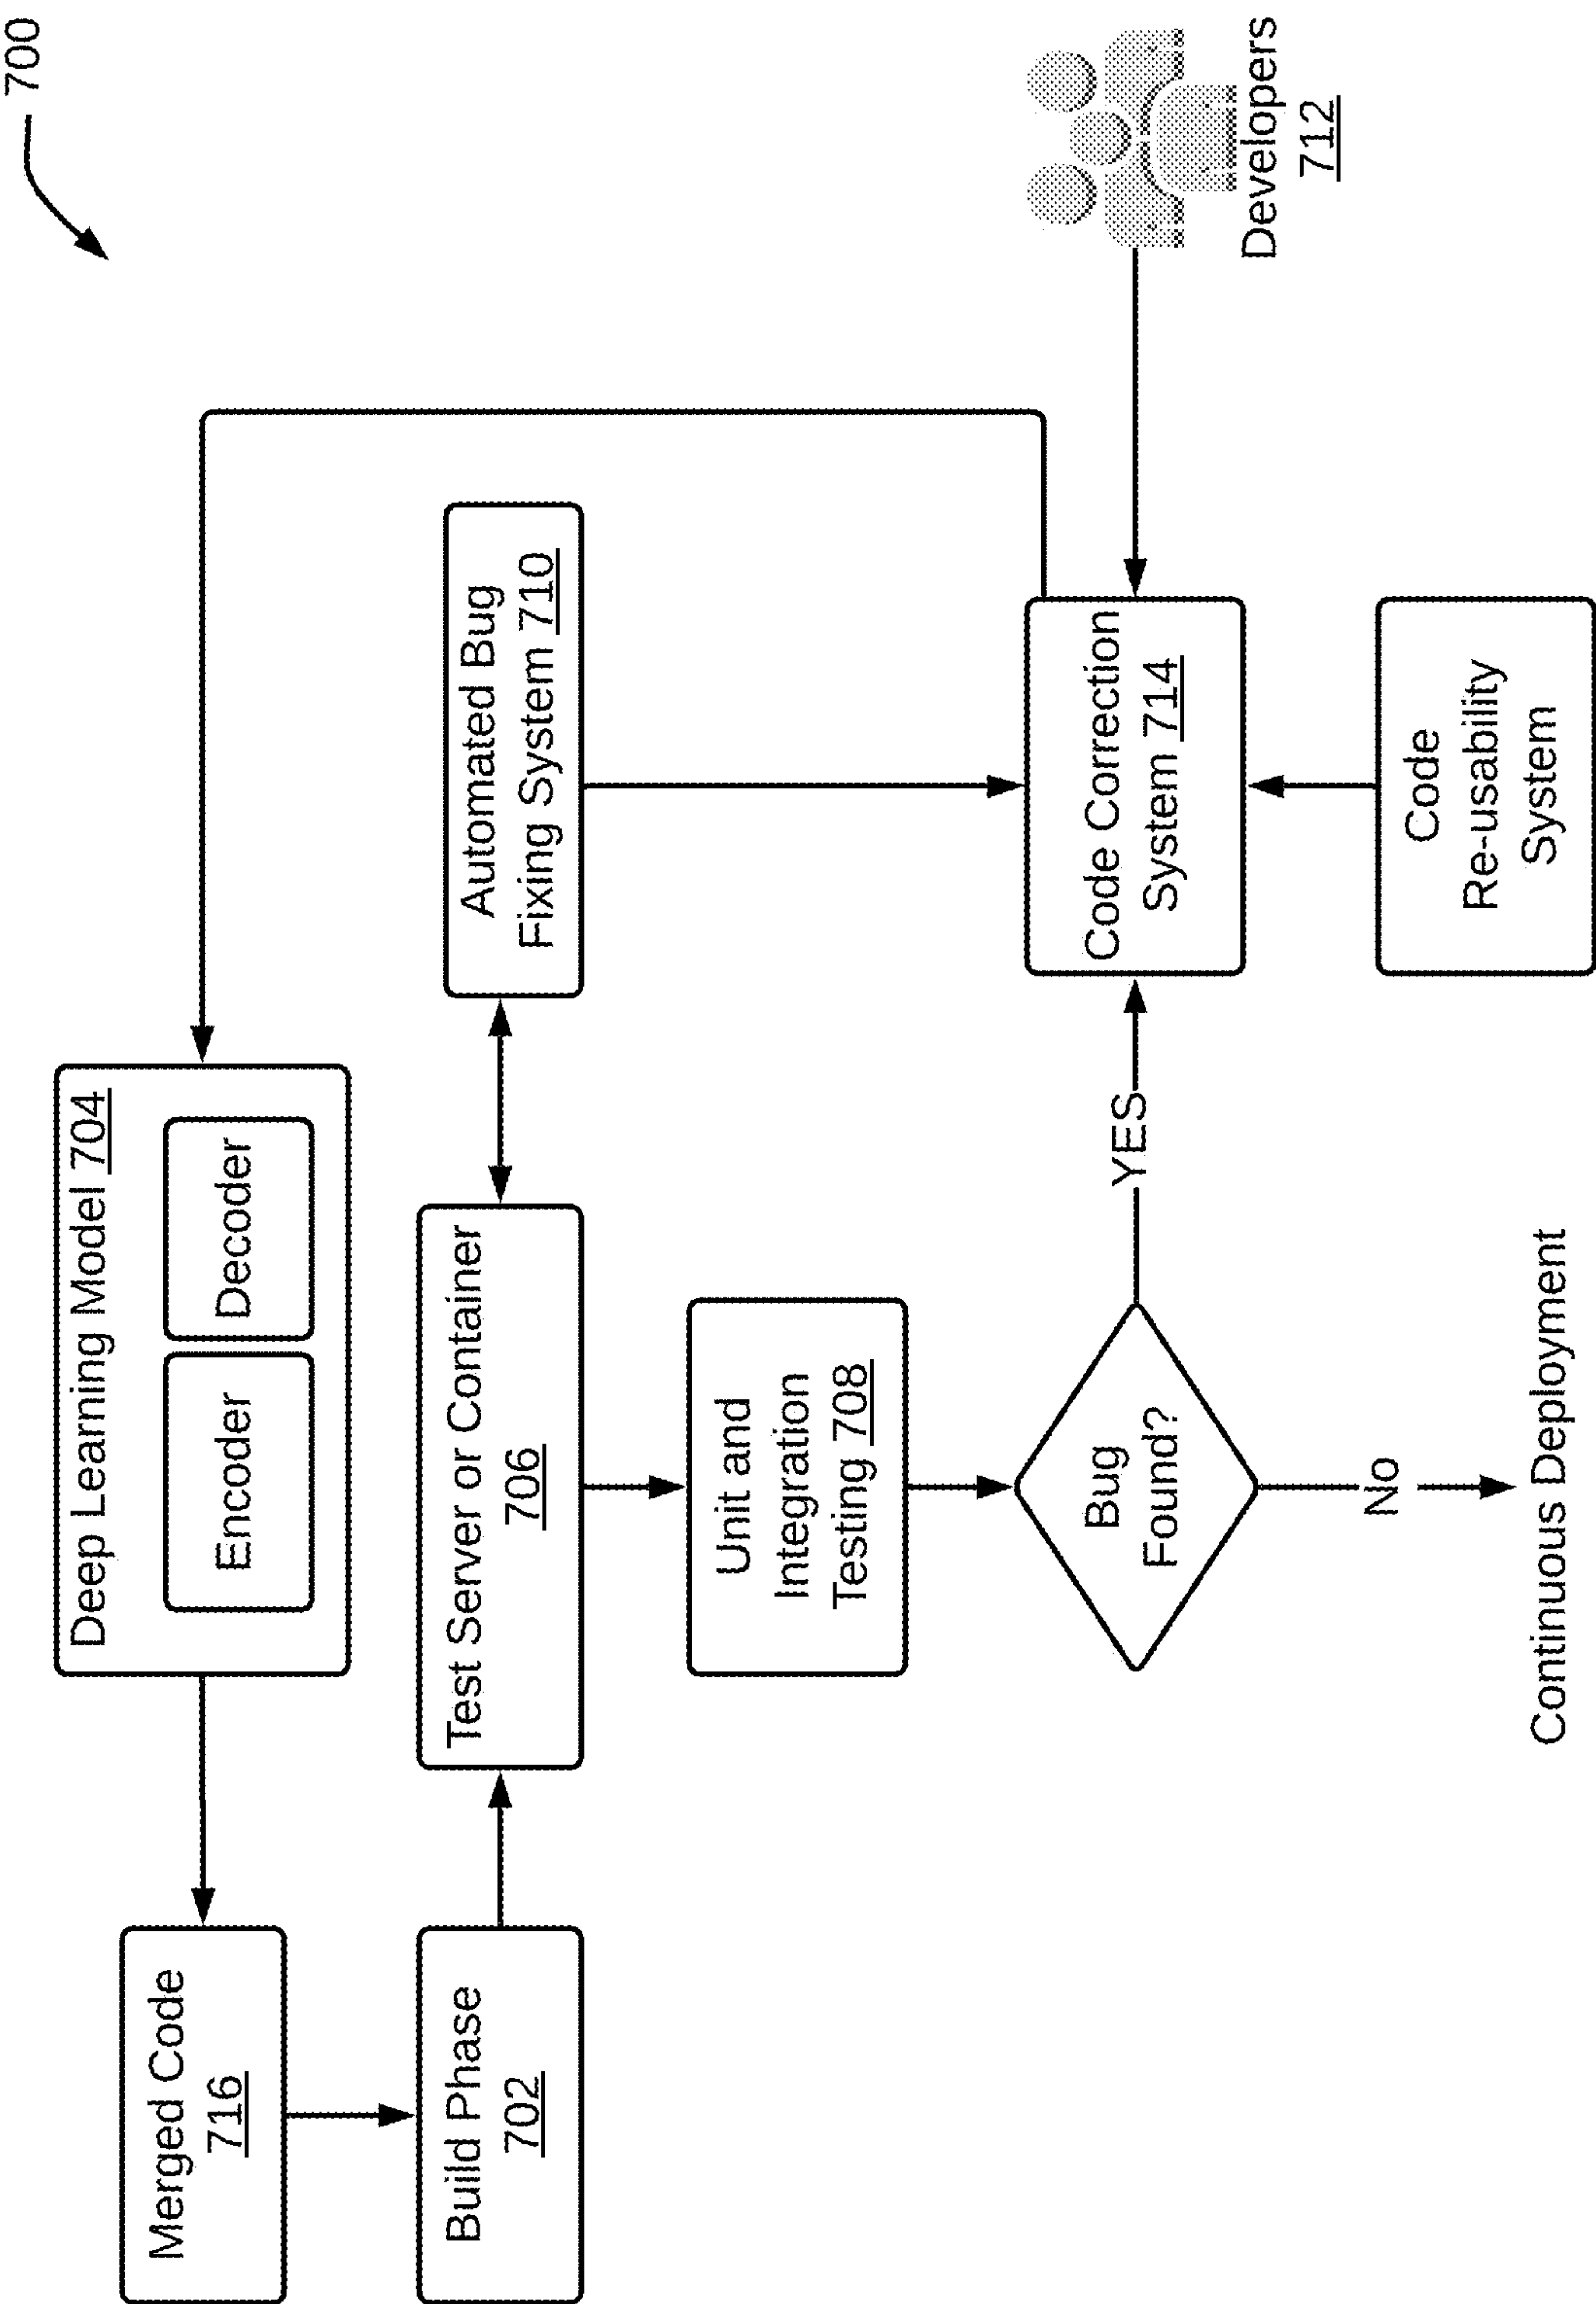 700
Deep Learning Model 704
Encoder
Decoder
Merged Code
716
Build Phase
702
Test Server or Container
706
Automated Bug
Fixing System 710
Unit and
Integration
Testing 708
Bug
Found?
YES
No
Continuous Deployment
Code Correction
System 714
Code
Re-usability
System
Developers
712